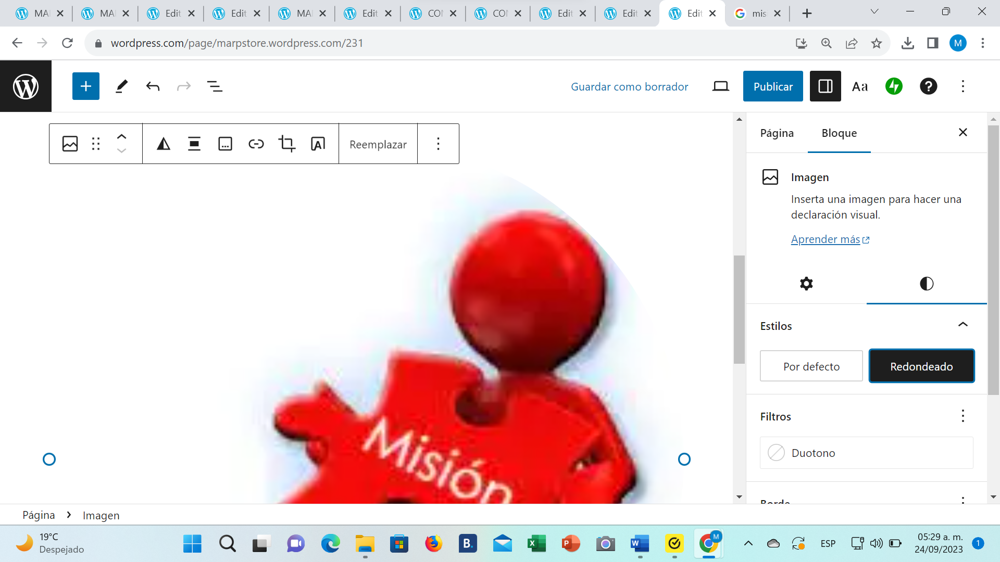 MA
MA
Edit
Edit
MA
Edit
CO
CO
Edit
Edit
Edit
mis
wordpress.com/page/marpstore.wordpress.com/231
M
Guardar como borrador
Publicar
Aa
?
Reemplazar
A
Página
Bloque
Imagen
Inserta una imagen para hacer una
declaración visual.
Aprender más
Estilos
Por defecto
Redondeado
Filtros
Duotono
Borde
Misión
Página > Imagen
19°C
Despejado
B.
X
P
W
M
ESP
05:29 a. m.
24/09/2023
1